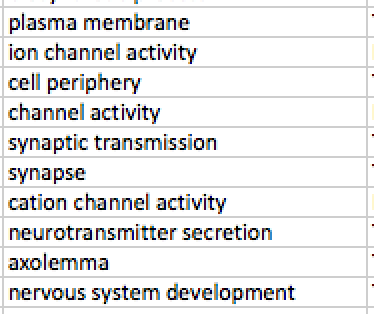 plasma membrane
ion channel activity
cell periphery
channel activity
synaptic transmission
synapse
cation channel activity
neurotransmitter secretion
axolemma
nervous system development